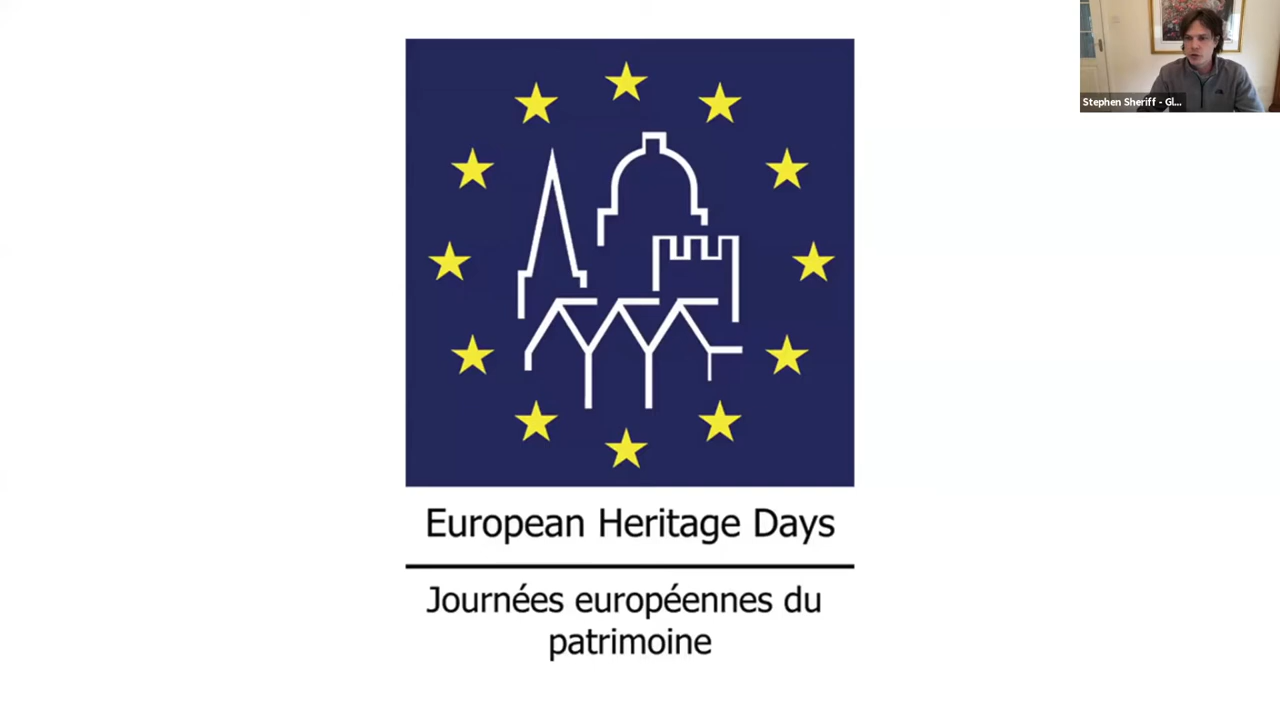 Stephen Sheriff - Gl...
European Heritage Days
Journées européennes du
patrimoine